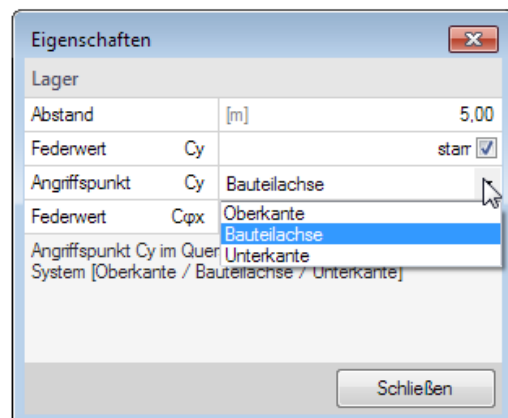 Eigenschaften
Lager
Abstand [m] 5,00
Federwert Cy starr
Angriffspunkt Cy Bauteilachse
Federwert Cφx Oberkante
Bauteilachse
Unterkante
Angriffspunkt Cy im Quer
System [Oberkante / Bauteilachse / Unterkante]
Schließen